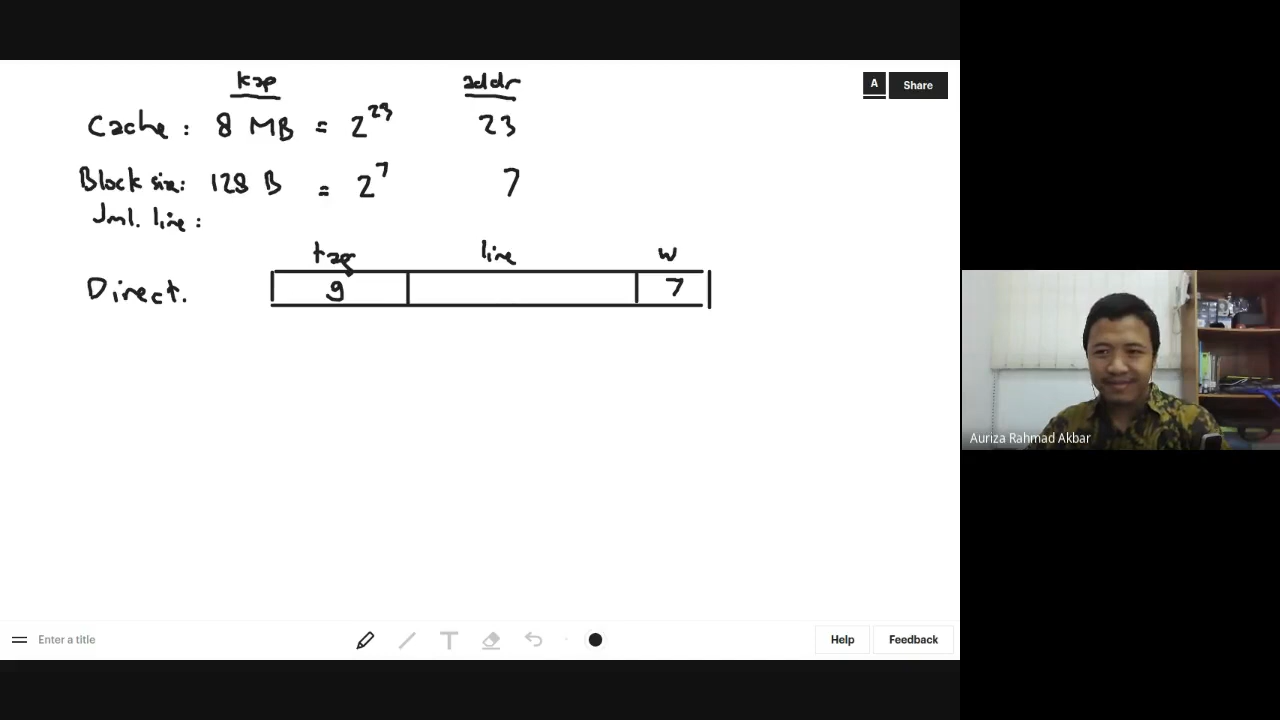 kap addr
Cache : 8 MB = 2^23 23
Block size: 128 B = 2^7 7
Jml. line :
tag line w
Direct. 9 7
A Share
Auriza Rahmad Akbar
Enter a title
T
Help Feedback